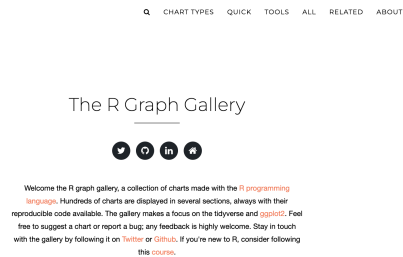 CHART TYPES QUICK TOOLS ALL RELATED ABOUT
The R Graph Gallery
Welcome the R graph gallery, a collection of charts made with the R programming
language. Hundreds of charts are displayed in several sections, always with their
reproducible code available. The gallery makes a focus on the tidyverse and ggplot2. Feel
free to suggest a chart or report a bug; any feedback is highly welcome. Stay in touch
with the gallery by following it on Twitter or Github. If you're new to R, consider following
this course.